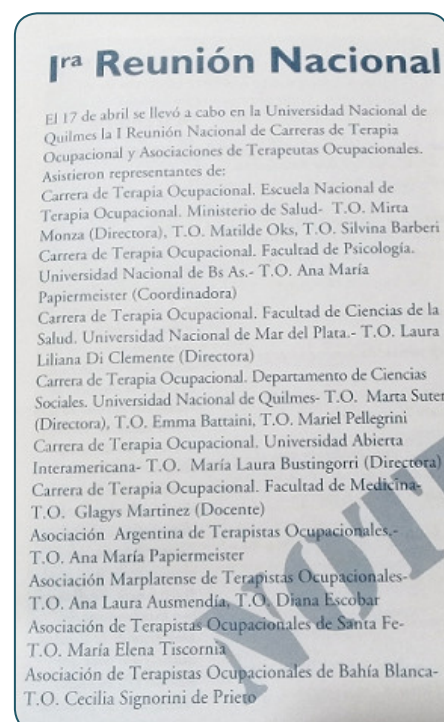 Iʳᵃ Reunión Nacional
El 17 de abril se llevó a cabo en la Universidad Nacional de
Quilmes la I Reunión Nacional de Carreras de Terapia
Ocupacional y Asociaciones de Terapeutas Ocupacionales.
Asistieron representantes de:
Carrera de Terapia Ocupacional. Escuela Nacional de
Terapia Ocupacional. Ministerio de Salud- T.O. Mirta
Monza (Directora), T.O. Matilde Oks, T.O. Silvina Barberi
Carrera de Terapia Ocupacional. Facultad de Psicología.
Universidad Nacional de Bs As.- T.O. Ana María
Papiermeister (Coordinadora)
Carrera de Terapia Ocupacional. Facultad de Ciencias de la
Salud. Universidad Nacional de Mar del Plata.- T.O. Laura
Liliana Di Clemente (Directora)
Carrera de Terapia Ocupacional. Departamento de Ciencias
Sociales. Universidad Nacional de Quilmes- T.O. Marta Suter
(Directora), T.O. Emma Battaini, T.O. Mariel Pellegrini
Carrera de Terapia Ocupacional. Universidad Abierta
Interamericana- T.O. María Laura Bustingorri (Directora)
Carrera de Terapia Ocupacional. Facultad de Medicina-
T.O. Glagys Martinez (Docente)
Asociación Argentina de Terapistas Ocupacionales.-
T.O. Ana María Papiermeister
Asociación Marplatense de Terapistas Ocupacionales-
T.O. Ana Laura Ausmendía, T.O. Diana Escobar
Asociación de Terapistas Ocupacionales de Santa Fe-
T.O. María Elena Tiscornia
Asociación de Terapistas Ocupacionales de Bahía Blanca-
T.O. Cecilia Signorini de Prieto